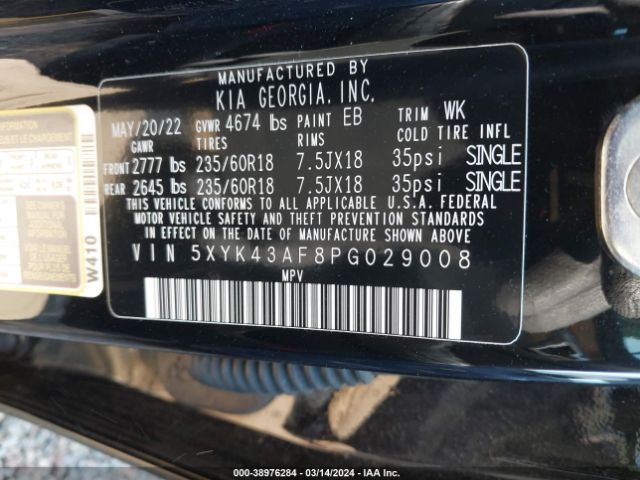 MANUFACTURED BY
KIA GEORGIA, INC.
MAY/20/22 GVWR 4674 lbs PAINT EB TRIM WK
GAWR TIRES RIMS COLD TIRE INFL
FRONT 2777 lbs 235/60R18 7.5JX18 35psi SINGLE
REAR 2645 lbs 235/60R18 7.5JX18 35psi SINGLE
THIS VEHICLE CONFORMS TO ALL APPLICABLE U.S.A. FEDERAL
MOTOR VEHICLE SAFETY, BUMPER, AND THEFT PREVENTION STANDARDS
IN EFFECT ON THE DATE OF MANUFACTURE SHOWN ABOVE.
VIN 5XYK43AF8PG029008
MPV
W410
000-38976284 - 03/14/2024 - IAA Inc.